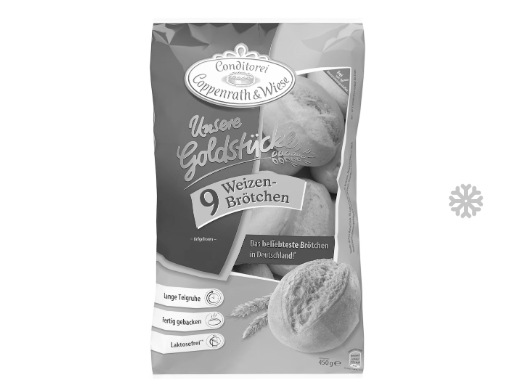 Conditorei
Coppenrath & Wiese
Unsere
Goldstücke
9 Weizen-
Brötchen
- tiefgefroren -
Das beliebteste Brötchen
in Deutschland!*
Lange Teigruhe
fertig gebacken
Laktosefrei**
450 g e